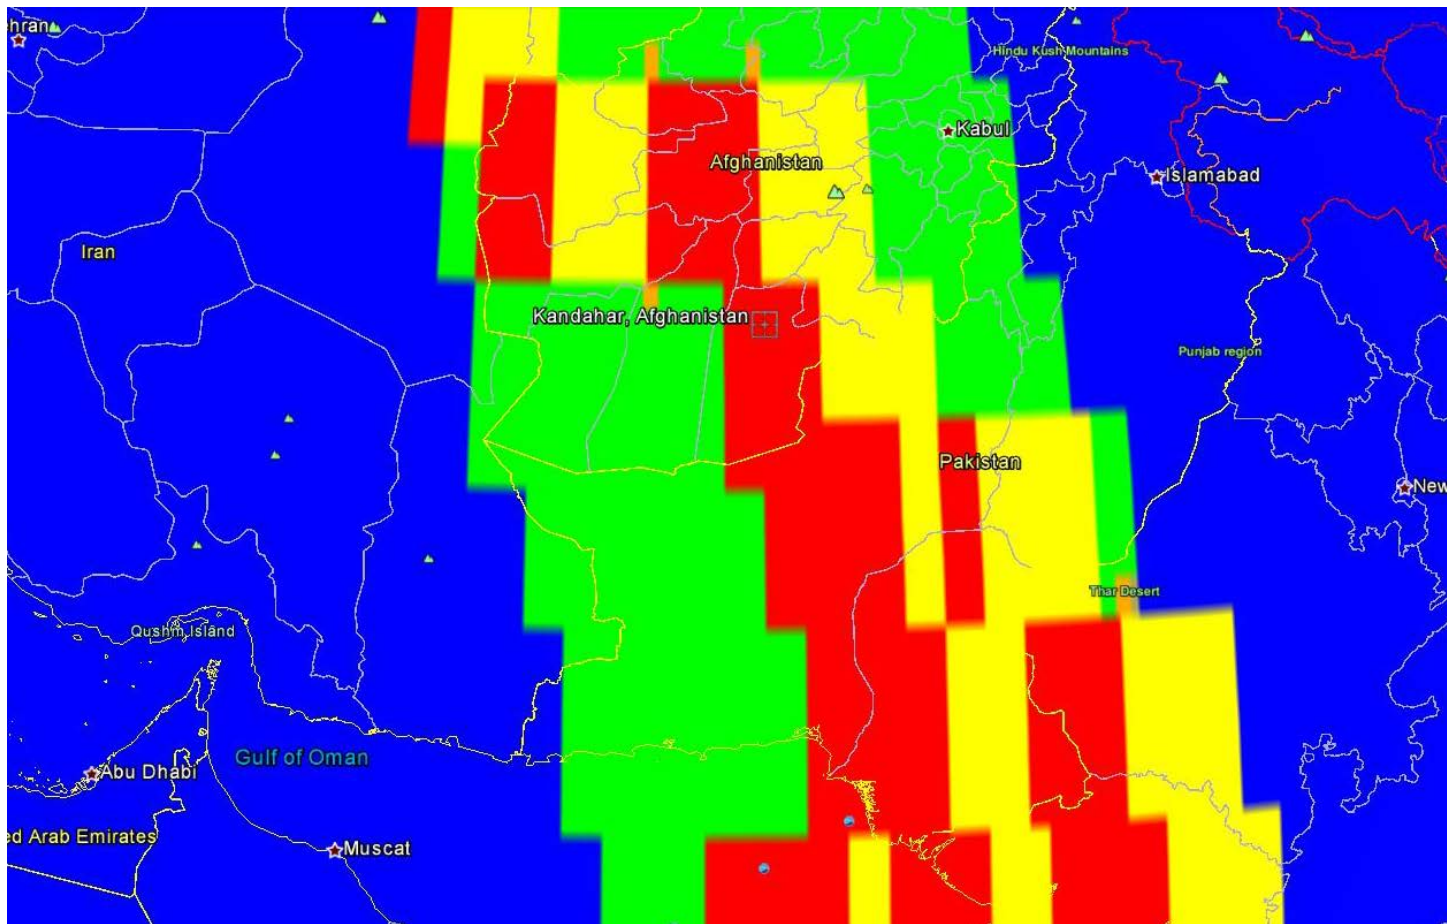 ehran
Hindu Kush Mountains
Kabul
Afghanistan
Islamabad
Iran
Kandahar, Afghanistan
Punjab region
Pakistan
New
Thar Desert
Qushm Island
Gulf of Oman
Abu Dhabi
ed Arab Emirates
Muscat